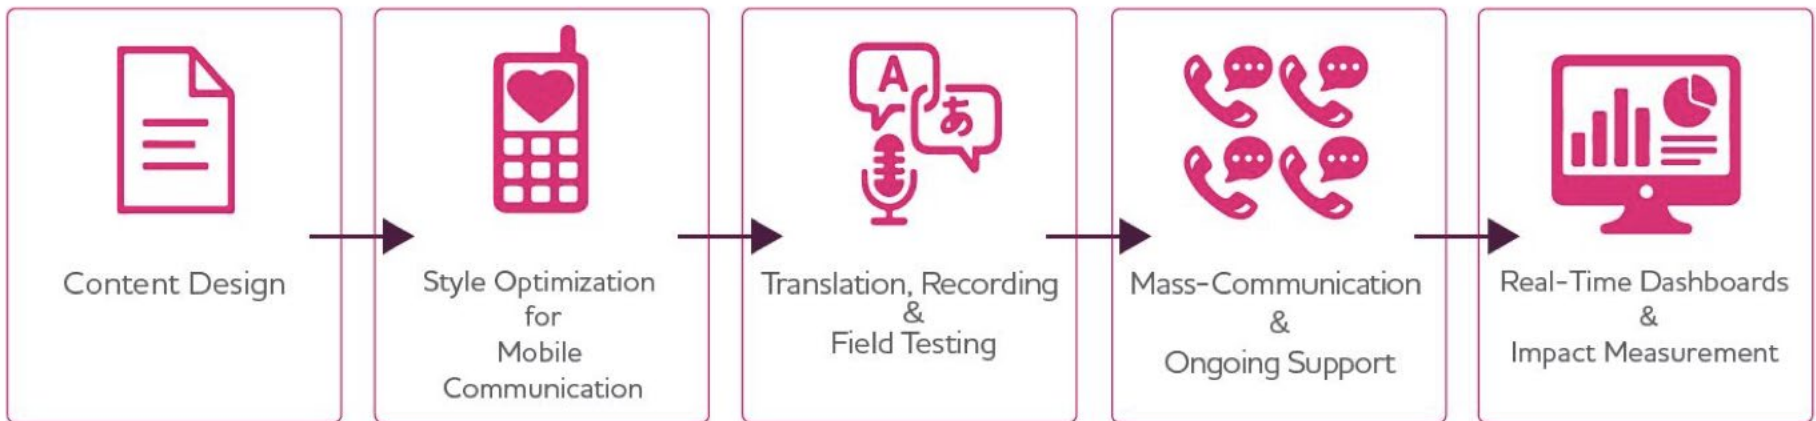 Content Design
Style Optimization
for
Mobile
Communication
A
あ
Translation, Recording
&
Field Testing
Mass-Communication
&
Ongoing Support
Real-Time Dashboards
&
Impact Measurement